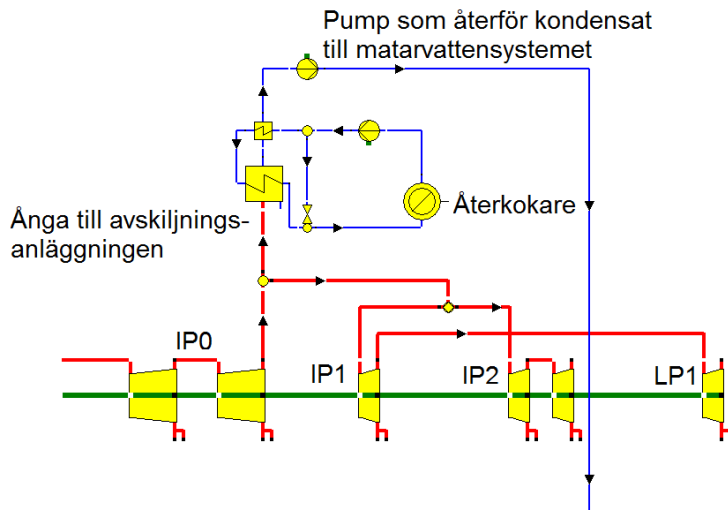 Pump som återför kondensat
till matarvattensystemet
Återkokare
Ånga till avskiljnings-
anläggningen
IP0
IP1
IP2
LP1